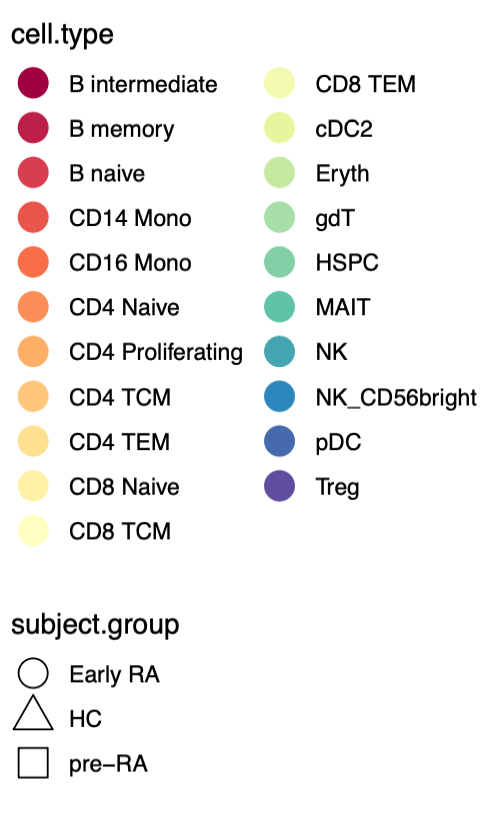 cell.type
B intermediate
B memory
B naive
CD14 Mono
CD16 Mono
CD4 Naive
CD4 Proliferating
CD4 TCM
CD4 TEM
CD8 Naive
CD8 TCM
CD8 TEM
cDC2
Eryth
gdT
HSPC
MAIT
NK
NK_CD56bright
pDC
Treg
subject.group
Early RA
HC
pre−RA